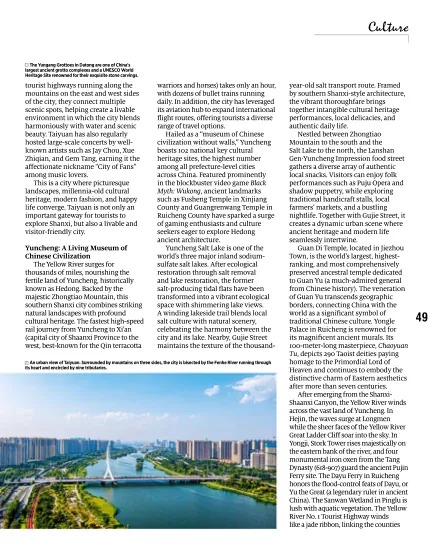 Culture
□ The Yungang Grottoes in Datong are one of China's
largest ancient grotto complexes and a UNESCO World
Heritage Site renowned for their exquisite stone carvings.
tourist highways running along the
mountains on the east and west sides
of the city, they connect multiple
scenic spots, helping create a livable
environment in which the city blends
harmoniously with water and scenic
beauty. Taiyuan has also regularly
hosted large-scale concerts by well-
known artists such as Jay Chou, Xue
Zhiqian, and Gem Tang, earning it the
affectionate nickname "City of Fans"
among music lovers.
This is a city where picturesque
landscapes, millennia-old cultural
heritage, modern fashion, and happy
life converge. Taiyuan is not only an
important gateway for tourists to
explore Shanxi, but also a livable and
visitor-friendly city.
Yuncheng: A Living Museum of
Chinese Civilization
The Yellow River surges for
thousands of miles, nourishing the
fertile land of Yuncheng, historically
known as Hedong. Backed by the
majestic Zhongtiao Mountain, this
southern Shanxi city combines striking
natural landscapes with profound
cultural heritage. The fastest high-speed
rail journey from Yuncheng to Xi'an
(capital city of Shaanxi Province to the
west, best-known for the Qin terracotta
warriors and horses) takes only an hour,
with dozens of bullet trains running
daily. In addition, the city has leveraged
its aviation hub to expand international
flight routes, offering tourists a diverse
range of travel options.
Hailed as a "museum of Chinese
civilization without walls," Yuncheng
boasts 102 national key cultural
heritage sites, the highest number
among all prefecture-level cities
across China. Featured prominently
in the blockbuster video game Black
Myth: Wukong, ancient landmarks
such as Fusheng Temple in Xinjiang
County and Guangrenwang Temple in
Ruicheng County have sparked a surge
of gaming enthusiasts and culture
seekers eager to explore Hedong
ancient architecture.
Yuncheng Salt Lake is one of the
world's three major inland sodium-
sulfate salt lakes. After ecological
restoration through salt removal
and lake restoration, the former
salt-producing tidal flats have been
transformed into a vibrant ecological
space with shimmering lake views.
A winding lakeside trail blends local
salt culture with natural scenery,
celebrating the harmony between the
city and its lake. Nearby, Gujie Street
maintains the texture of the thousand-
year-old salt transport route. Framed
by southern Shanxi-style architecture,
the vibrant thoroughfare brings
together intangible cultural heritage
performances, local delicacies, and
authentic daily life.
Nestled between Zhongtiao
Mountain to the south and the
Salt Lake to the north, the Lanshan
Gen-Yuncheng Impression food street
gathers a diverse array of authentic
local snacks. Visitors can enjoy folk
performances such as Puju Opera and
shadow puppetry, while exploring
traditional handicraft stalls, local
farmers' markets, and a bustling
nightlife. Together with Gujie Street, it
creates a dynamic urban scene where
ancient heritage and modern life
seamlessly intertwine.
Guan Di Temple, located in Jiezhou
Town, is the world's largest, highest-
ranking, and most comprehensively
preserved ancestral temple dedicated
to Guan Yu (a much-admired general
from Chinese history). The veneration
of Guan Yu transcends geographic
borders, connecting China with the
world as a significant symbol of
traditional Chinese culture. Yongle
Palace in Ruicheng is renowned for
its magnificent ancient murals. Its
100-meter-long masterpiece, Chaoyuan
Tu, depicts 290 Taoist deities paying
homage to the Primordial Lord of
Heaven and continues to embody the
distinctive charm of Eastern aesthetics
after more than seven centuries.
After emerging from the Shanxi-
Shaanxi Canyon, the Yellow River winds
across the vast land of Yuncheng. In
Hejin, the waves surge at Longmen
while the sheer faces of the Yellow River
Great Ladder Cliff soar into the sky. In
Yongji, Stork Tower rises majestically on
the eastern bank of the river, and four
monumental iron oxen from the Tang
Dynasty (618-907) guard the ancient Pujin
Ferry site. The Dayu Ferry in Ruicheng
honors the flood-control feats of Dayu, or
Yu the Great (a legendary ruler in ancient
China). The Sanwan Wetland in Pinglu is
lush with aquatic vegetation. The Yellow
River No. 1 Tourist Highway winds
like a jade ribbon, linking the counties
□ An urban view of Taiyuan. Surrounded by mountains on three sides, the city is bisected by the Fenhe River running through
its heart and encircled by nine tributaries.
49